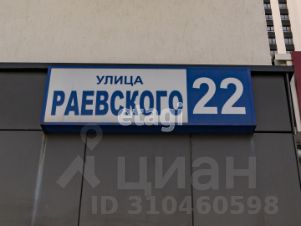 УЛИЦА
РАЕВСКОГО 22
etagi
циан
ID 310460598